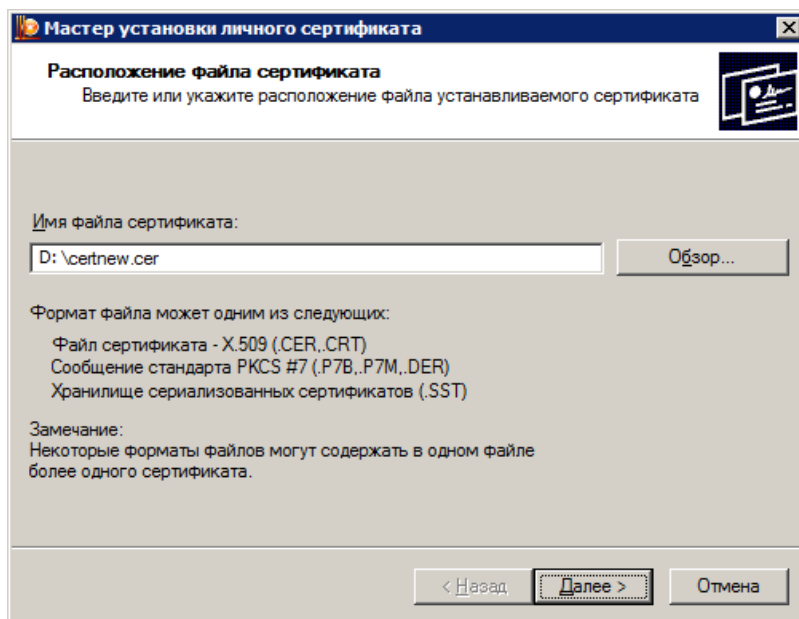 Мастер установки личного сертификата
Расположение файла сертификата
Введите или укажите расположение файла устанавливаемого сертификата
Имя файла сертификата:
D: \certnew.cer
Обзор...
Формат файла может одним из следующих:
Файл сертификата - X.509 (.CER,.CRT)
Сообщение стандарта PKCS #7 (.P7B,.P7M,.DER)
Хранилище сериализованных сертификатов (.SST)
Замечание:
Некоторые форматы файлов могут содержать в одном файле
более одного сертификата.
< Назад
Далее >
Отмена